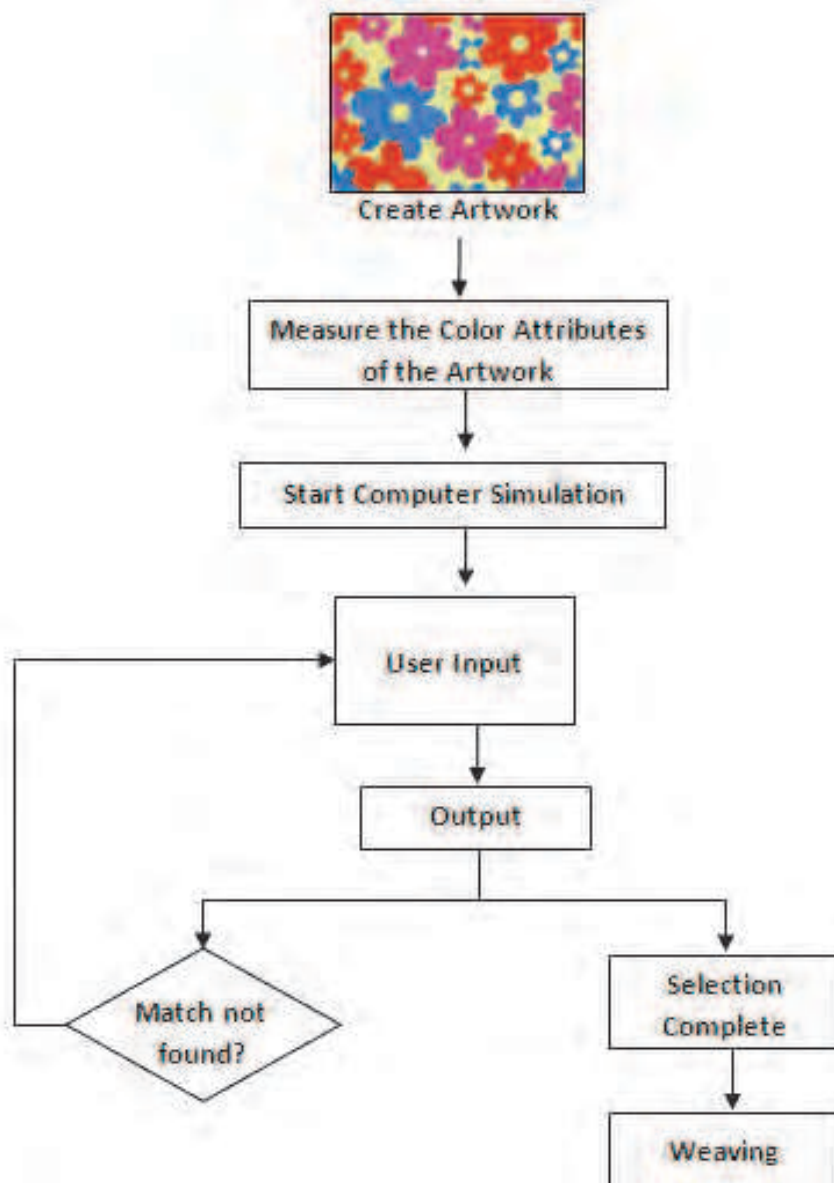 Create Artwork
Measure the Color Attributes
of the Artwork
Start Computer Simulation
User Input
Output
Match not
found?
Selection
Complete
Weaving